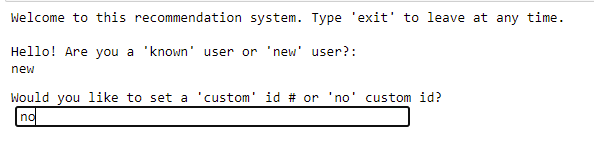 Welcome to this recommendation system. Type 'exit' to leave at any time.
Hello! Are you a 'known' user or 'new' user?:
new
Would you like to set a 'custom' id # or 'no' custom id?
no